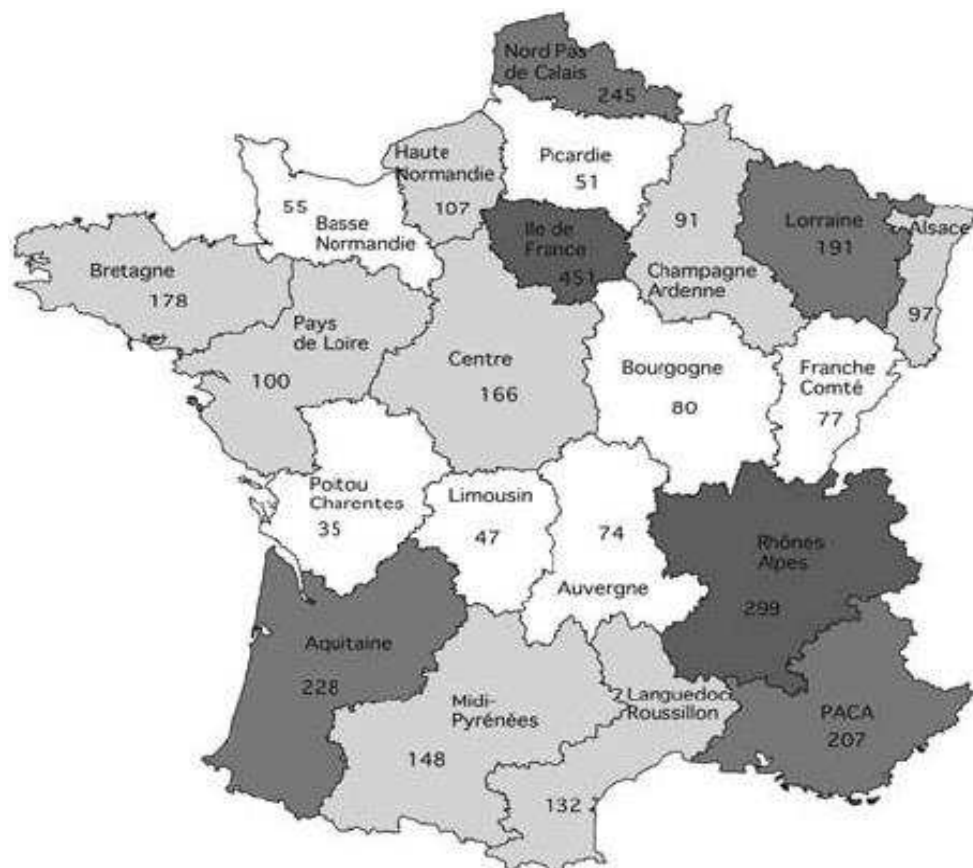 Nord Pas
de Calais
245
Picardie
51
Haute
Normandie
107
55
Basse
Normandie
Ile de
France
451
91
Champagne
Ardenne
Lorraine
191
Alsace
97
Bretagne
178
Pays
de Loire
100
Centre
166
Bourgogne
80
Franche
Comté
77
Poitou
Charentes
35
Limousin
47
74
Auvergne
Rhônes
Alpes
299
Aquitaine
228
Midi-
Pyrénées
148
Languedoc
Roussillon
132
PACA
207